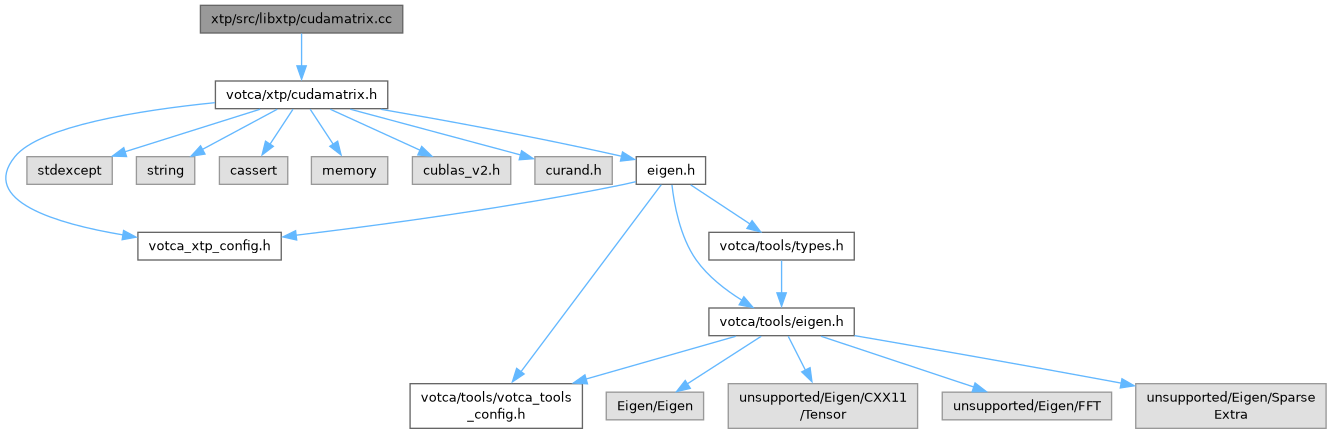 xtp/src/libxtp/cudamatrix.cc
votca/xtp/cudamatrix.h
stdexcept
string
cassert
memory
cublas_v2.h
curand.h
eigen.h
votca_xtp_config.h
votca/tools/types.h
votca/tools/eigen.h
votca/tools/votca_tools
_config.h
Eigen/Eigen
unsupported/Eigen/CXX11
/Tensor
unsupported/Eigen/FFT
unsupported/Eigen/Sparse
Extra